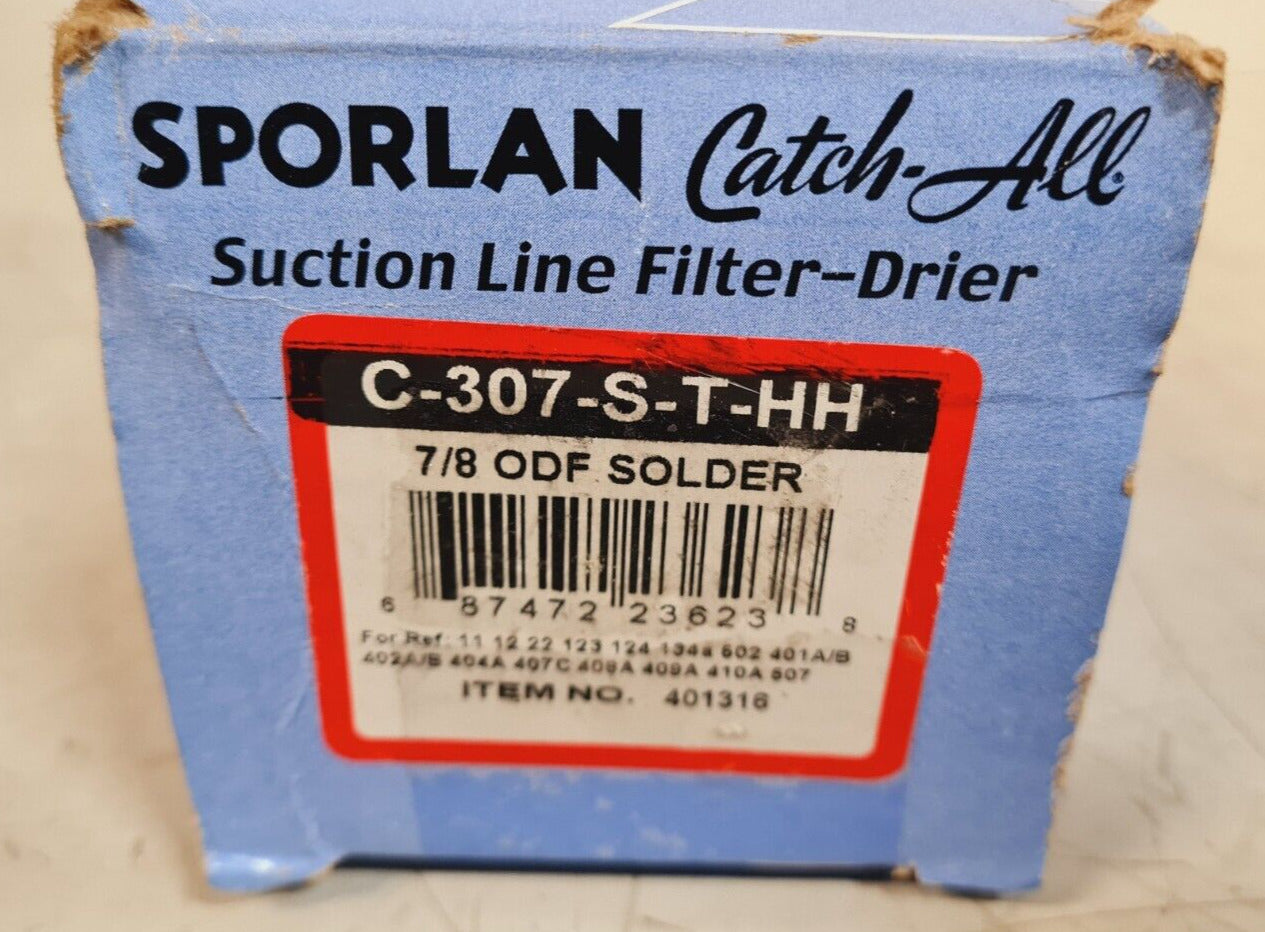 SPORLAN Catch-All
Suction Line Filter-Drier
C-307-S-T-HH
7/8 ODF SOLDER
6 87472 23623 8
For Ref: 11 12 22 123 124 134a 502 401A/B
402A/B 404A 407C 408A 409A 410A 507
ITEM NO. 401316